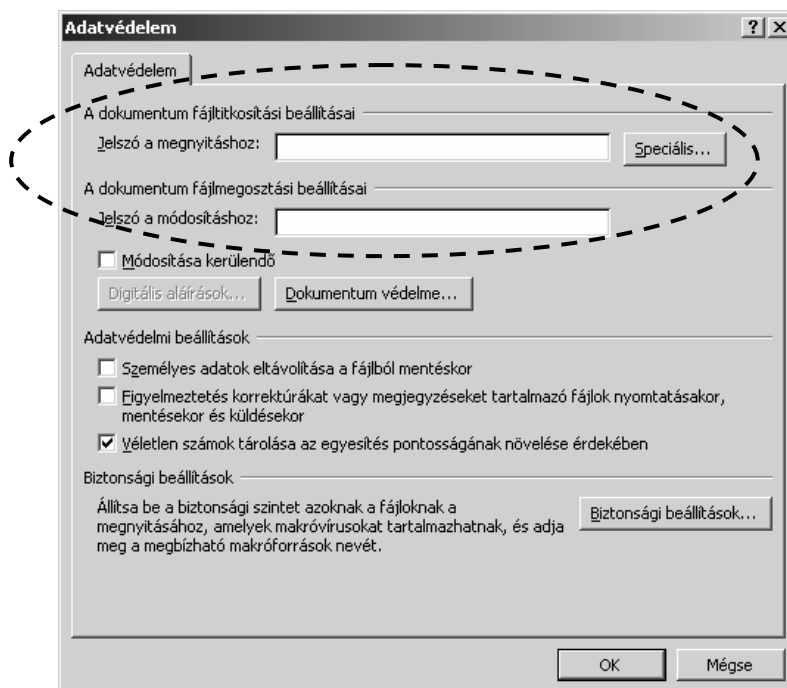 Adatvédelem
Adatvédelem
A dokumentum fájltitkosítási beállításai
Jelszó a megnyitáshoz:
Speciális...
A dokumentum fájlmegosztási beállításai
Jelszó a módosításhoz:
Módosítása kerülendő
Digitális aláírások... Dokumentum védelme...
Adatvédelmi beállítások
Személyes adatok eltávolítása a fájlból mentéskor
Figyelmeztetés korrektúrákat vagy megjegyzéseket tartalmazó fájlok nyomtatásakor,
mentésekor és küldésekor
Véletlen számok tárolása az egyesítés pontosságának növelése érdekében
Biztonsági beállítások
Állítsa be a biztonsági szintet azoknak a fájloknak a
megnyitásához, amelyek makróvírusokat tartalmazhatnak, és adja
meg a megbízható makróforrások nevét.
Biztonsági beállítások...
OK Mégse